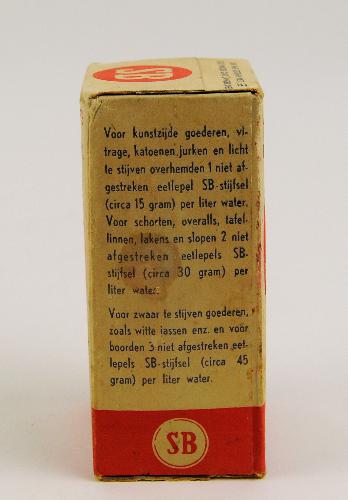 SB
Voor kunstzijde goederen, vi-
trage, katoenen jurken en licht
te stijven overhemden 1 niet af-
gestreken eetlepel SB-stijfsel
(circa 15 gram) per liter water.
Voor schorten, overalls, tafel-
linnen, lakens en slopen 2 niet
afgestreken eetlepels SB-
stijfsel (circa 30 gram) per
liter water.
Voor zwaar te stijven goederen,
zoals witte jassen enz. en voor
boorden 3 niet afgestreken eet-
lepels SB-stijfsel (circa 45
gram) per liter water.
SB